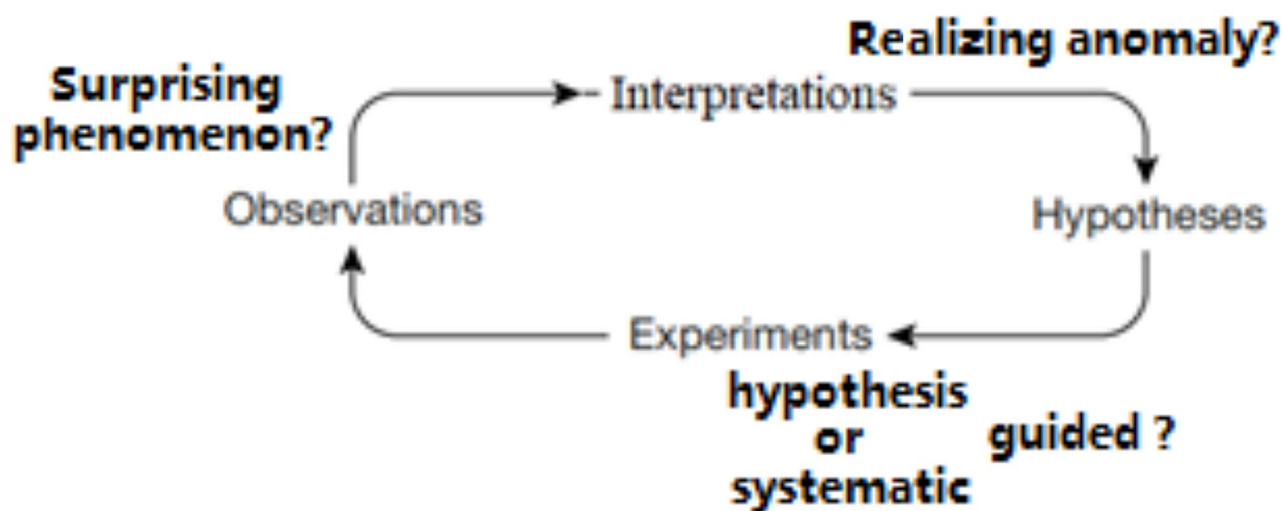 Realizing anomaly?
Surprising
phenomenon?
Interpretations
Observations
Hypotheses
Experiments
hypothesis
or
systematic
guided ?